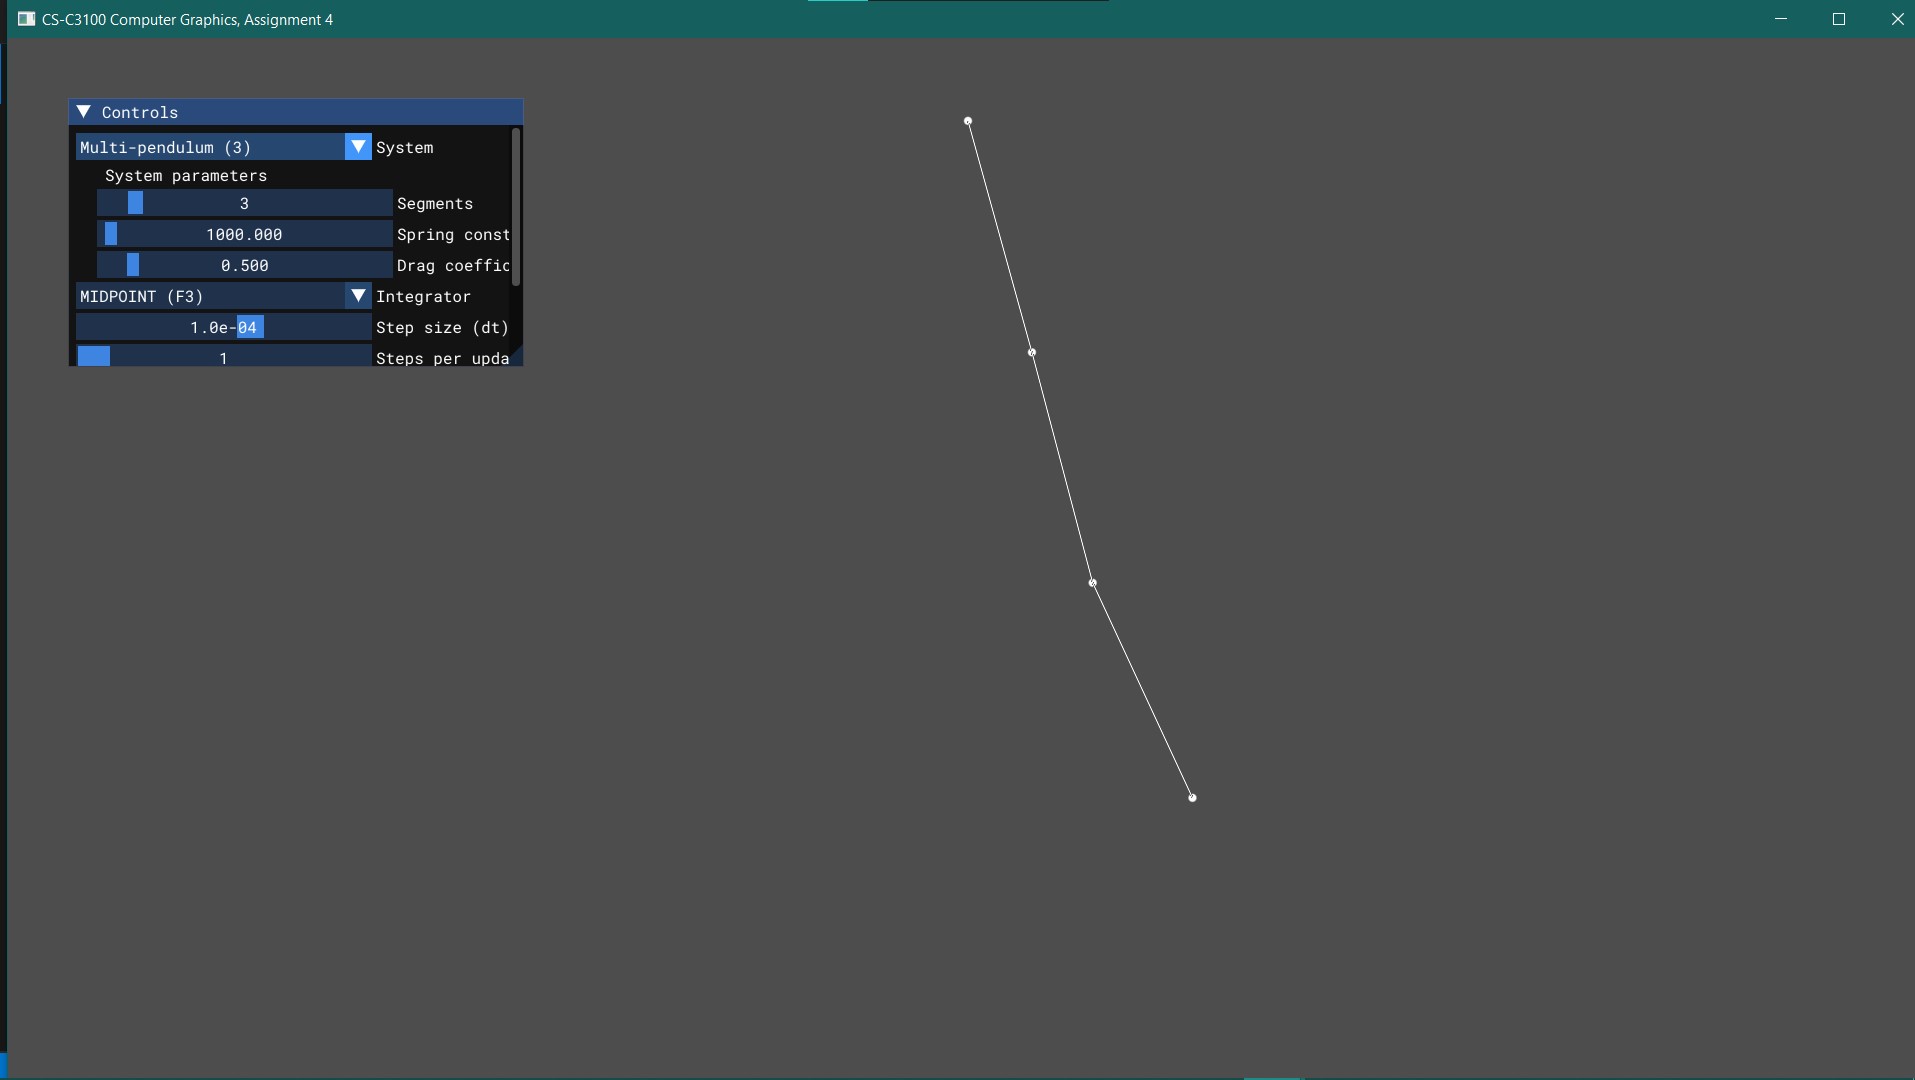 CS-C3100 Computer Graphics, Assignment 4
Controls
Multi-pendulum (3) System
System parameters
3 Segments
1000.000 Spring const
0.500 Drag coeffic
MIDPOINT (F3) Integrator
1.0e-04 Step size (dt)
1 Steps per upda